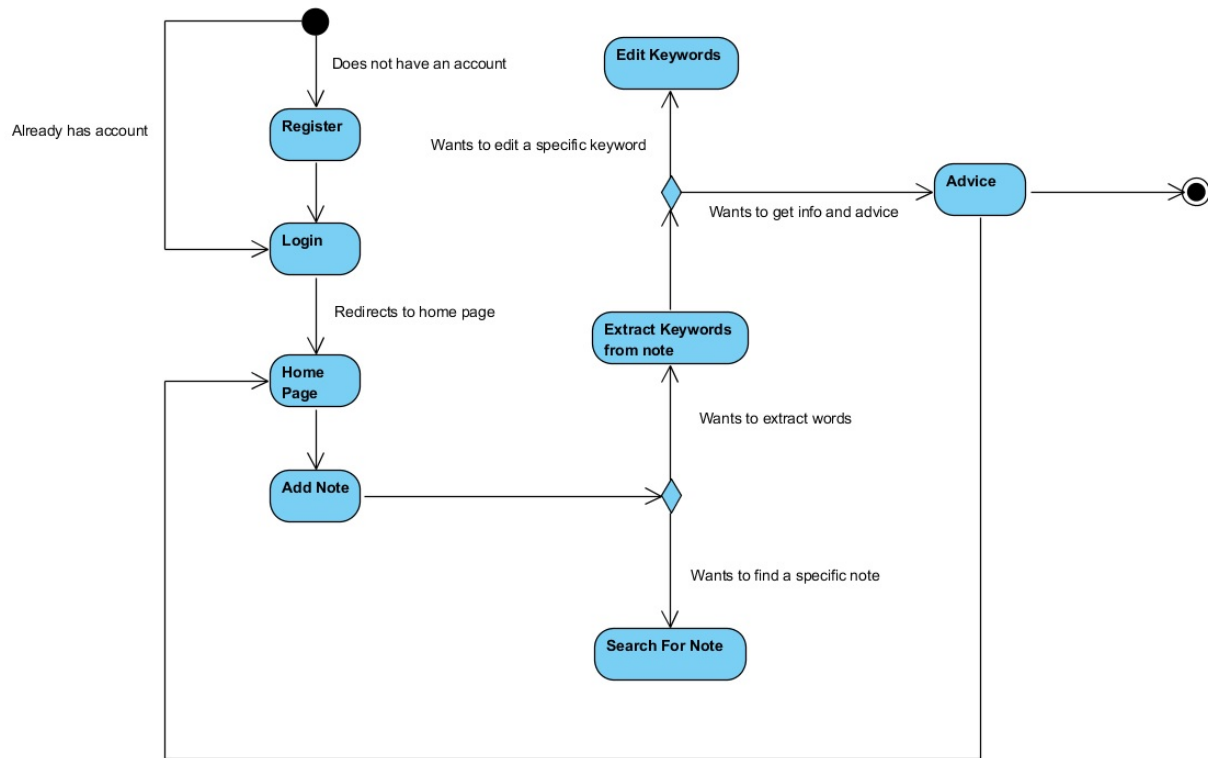 Does not have an account
Already has account
Register
Login
Redirects to home page
Home
Page
Add Note
Edit Keywords
Wants to edit a specific keyword
Advice
Wants to get info and advice
Extract Keywords
from note
Wants to extract words
Wants to find a specific note
Search For Note